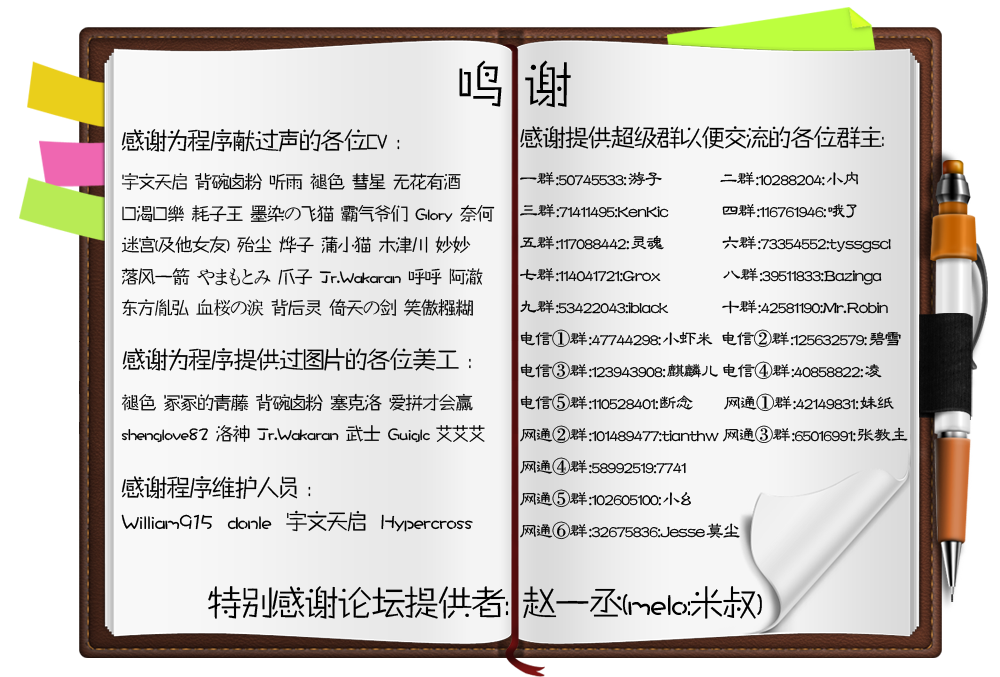 鸣 谢
感谢为程序献过声的各位CV：
宇文天启 背碗卤粉 听雨 褪色 彗星 无花有酒
口渴口樂 耗子王 墨染の飞猫 霸气爷们 Glory 奈何
迷宫(及他女友) 殆尘 烨子 蒲小猫 木津川 妙妙
落风一箭 やまもとみ 爪子 Jr.Wakaran 呼呼 阿澈
东方胤弘 血桜の涙 背后灵 倚天の剑 笑傲糨糊
感谢为程序提供过图片的各位美工：
褪色 冢冢的青藤 背碗卤粉 塞克洛 爱拼才会赢
shenglove82 洛神 Jr.Wakaran 武士 Guiglc 艾艾艾
感谢程序维护人员：
William915 donle 宇文天启 Hypercross
感谢提供超级群以便交流的各位群主:
一群:50745533:游子 二群:10288204:小内
三群:71411495:KenKic 四群:116761946:哦了
五群:117088442:灵魂 六群:73354552:tyssgscl
七群:114041721:Grox 八群:39511833:Bazinga
九群:53422043:iblack 十群:42581190:Mr.Robin
电信①群:47744298:小虾米 电信②群:125632579:碧雪
电信③群:123943908:麒麟儿 电信④群:40858822:凌
电信⑤群:110528401:断念 网通①群:42149831:妹纸
网通②群:101489477:tianthw 网通③群:65016991:张教主
网通④群:58992519:7741
网通⑤群:102605100:小名
网通⑥群:32675836:Jesse莫尘
特别感谢论坛提供者:赵一丞(melo:米叔)